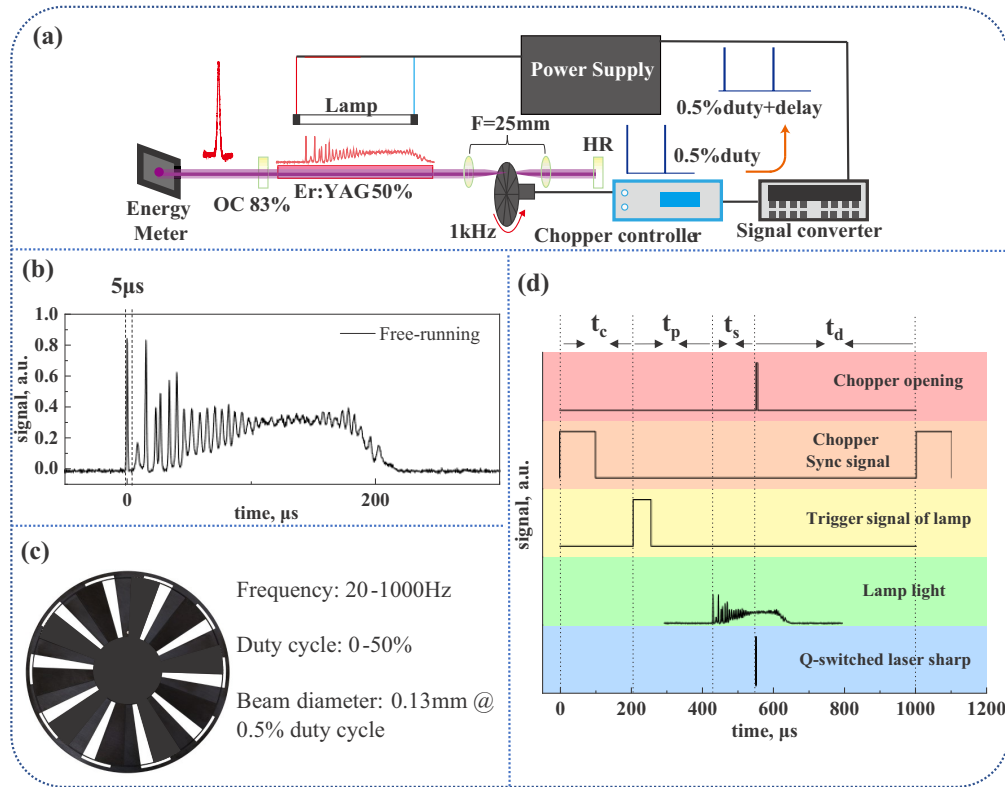 (a)
Power Supply
Lamp
0.5%duty+delay
F=25mm
HR
0.5%duty
OC 83%
Er:YAG 50%
Energy
Meter
1kHz
Chopper controller
Signal converter
(b)
5μs
1.0
0.8
0.6
0.4
0.2
0.0
signal, a.u.
Free-running
0
200
time, μs
(c)
Frequency: 20-1000Hz
Duty cycle: 0-50%
Beam diameter: 0.13mm @
0.5% duty cycle
(d)
tc
tp
ts
td
Chopper opening
Chopper
Sync signal
Trigger signal of lamp
Lamp light
Q-switched laser sharp
signal, a.u.
0
200
400
600
800
1000
1200
time, μs